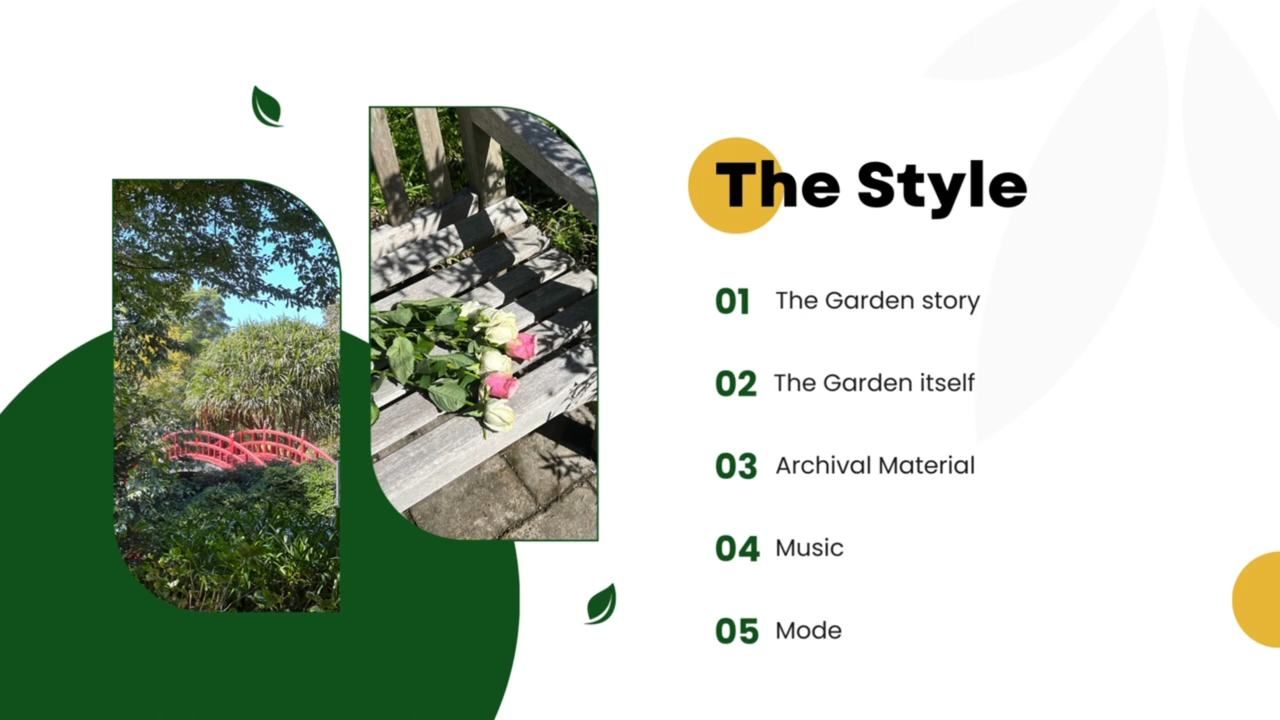 The Style
01 The Garden story
02 The Garden itself
03 Archival Material
04 Music
05 Mode